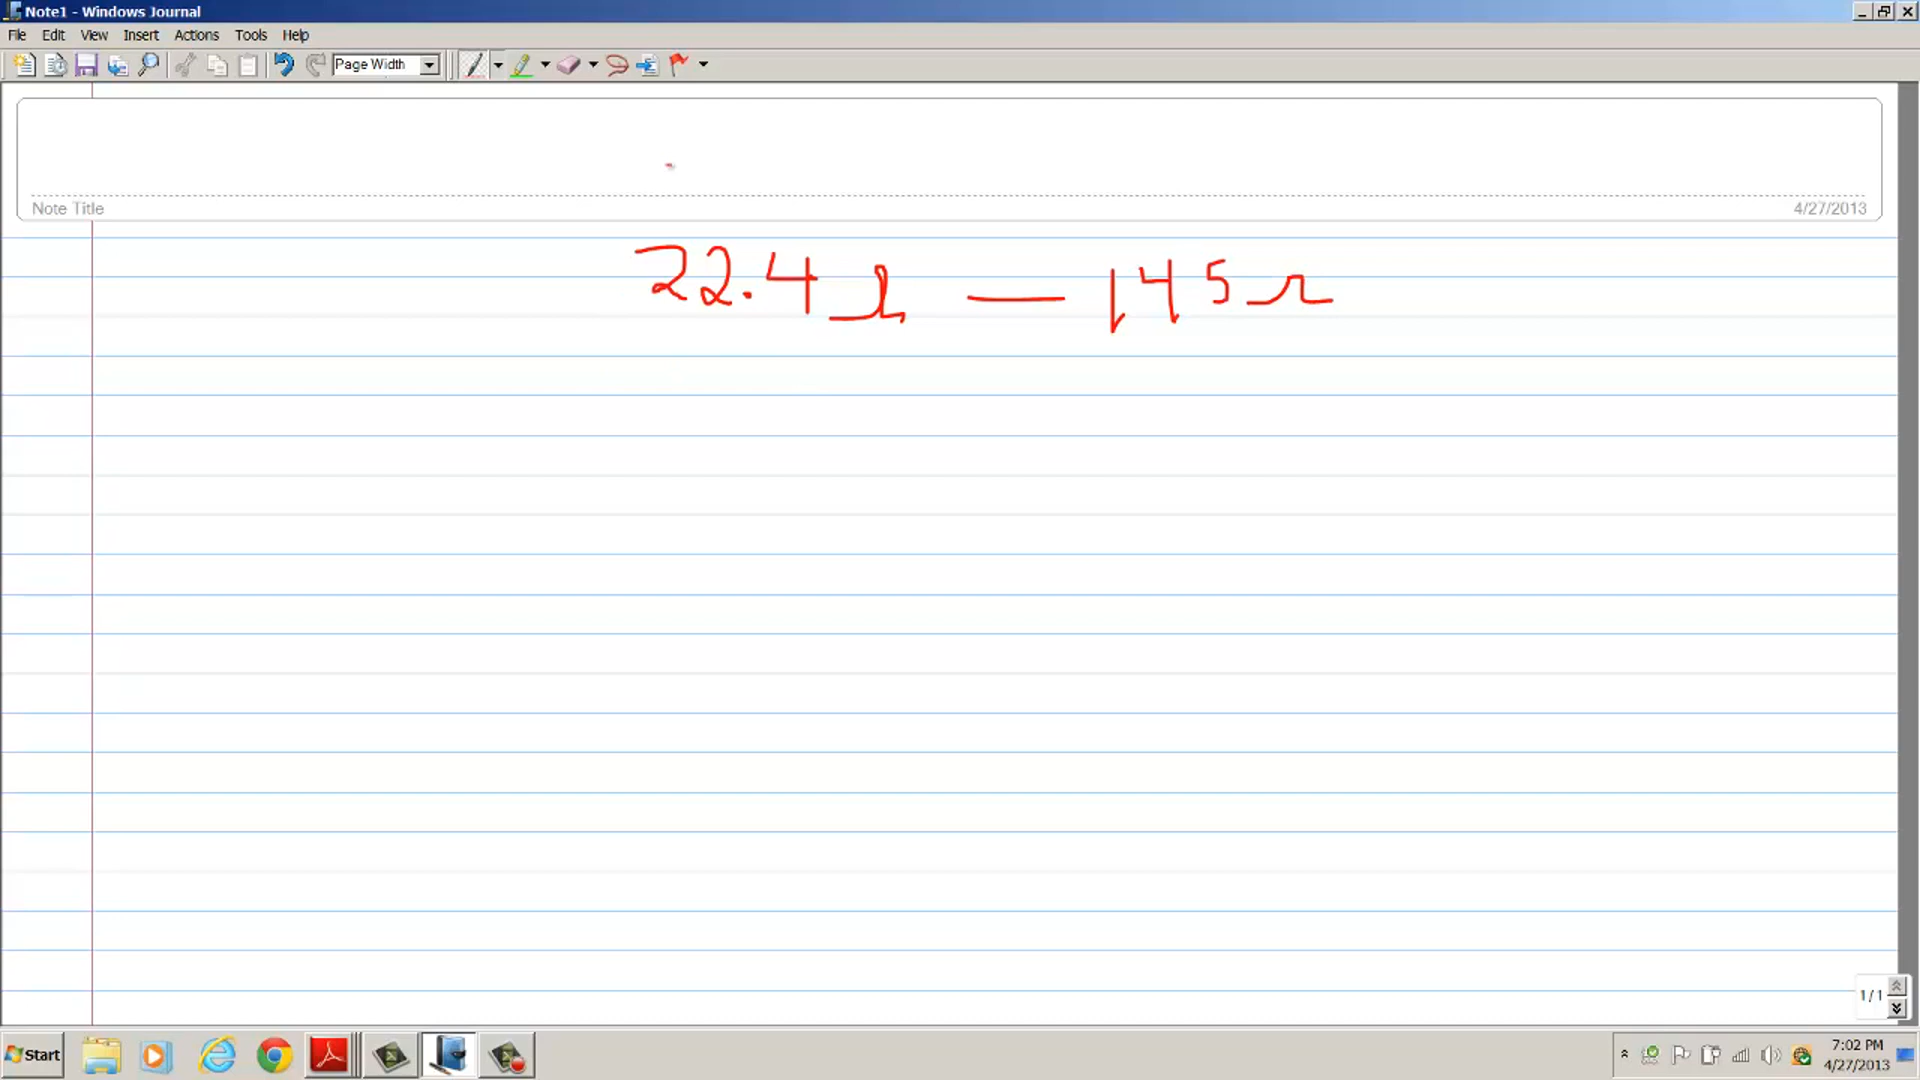 Note1 - Windows Journal
File Edit View Insert Actions Tools Help
Page Width
Note Title
4/27/2013
22.4 Ω — 145 Ω
1/1
Start
7:02 PM
4/27/2013